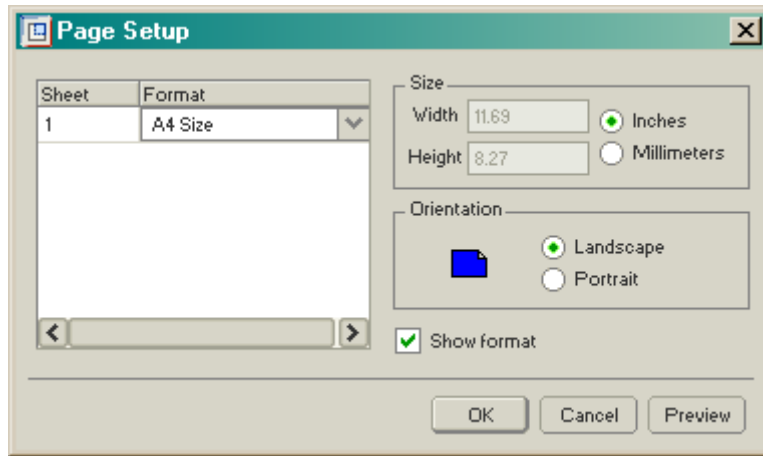 Page Setup
Sheet Format
1 A4 Size
Size
Width 11.69
Inches
Height 8.27
Millimeters
Orientation
Landscape
Portrait
Show format
OK Cancel Preview